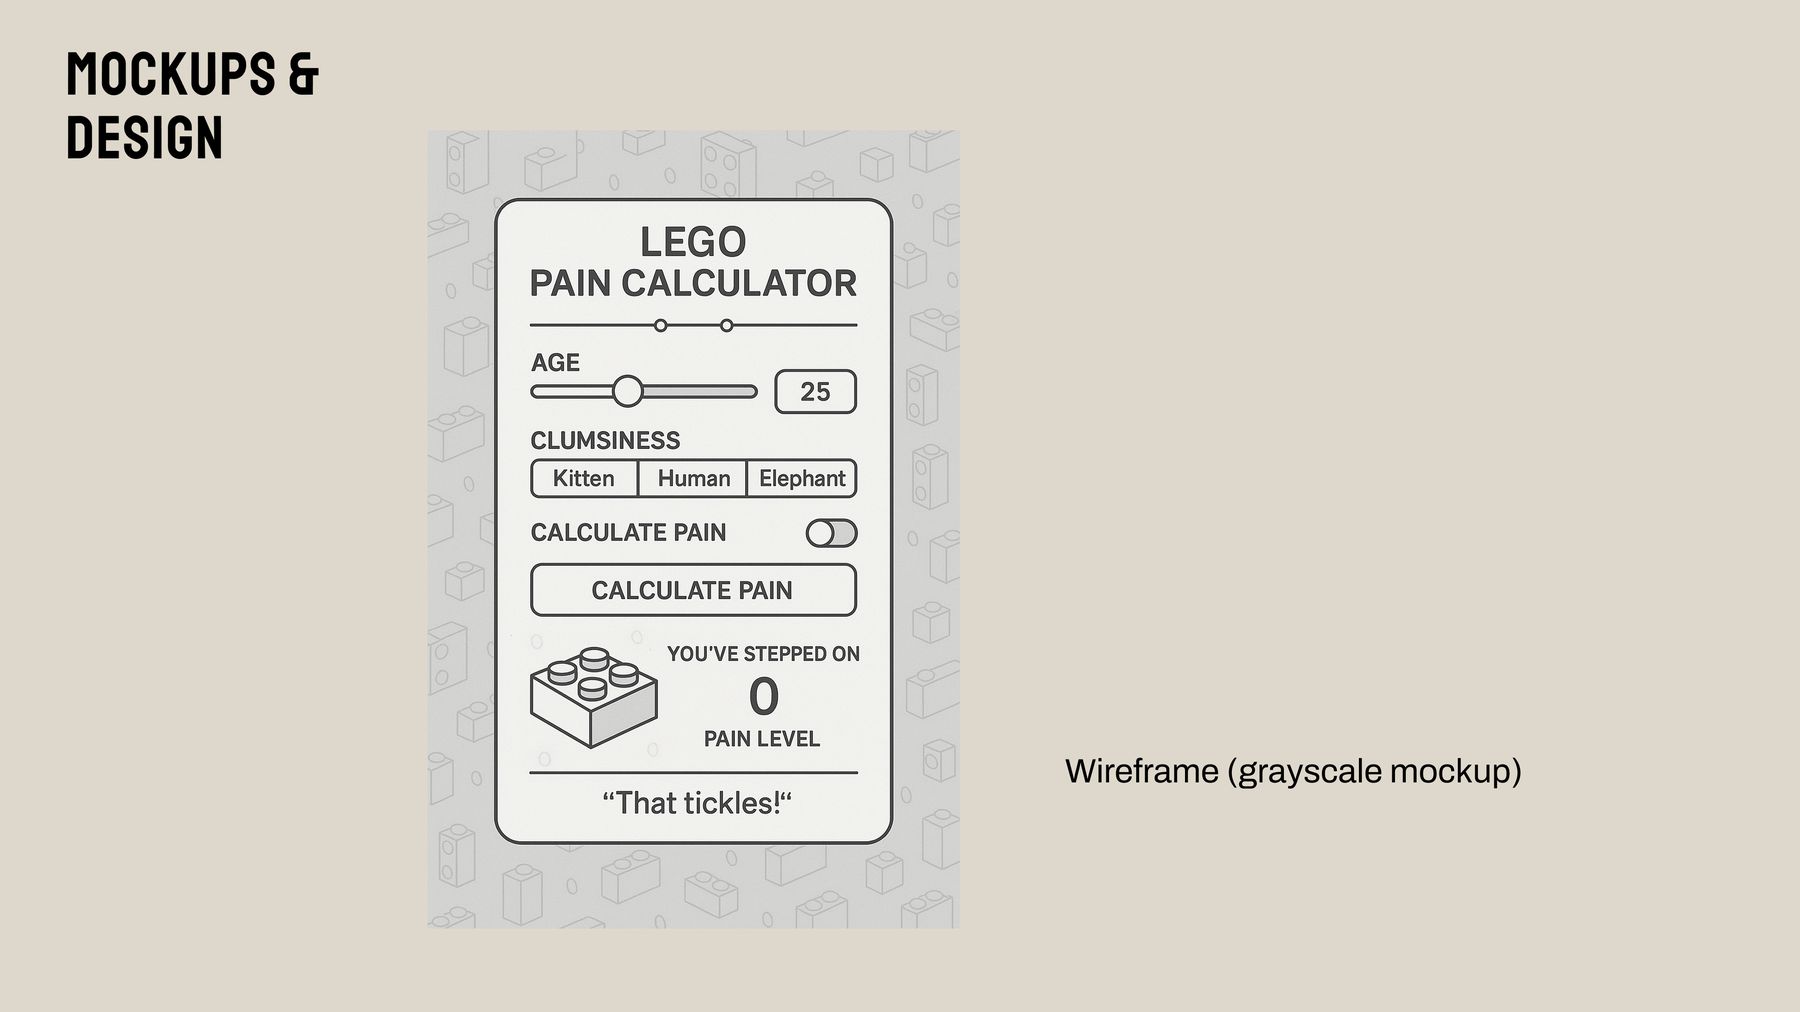 MOCKUPS &
DESIGN
LEGO
PAIN CALCULATOR
AGE
25
CLUMSINESS
Kitten Human Elephant
CALCULATE PAIN
CALCULATE PAIN
YOU'VE STEPPED ON
0
PAIN LEVEL
“That tickles!“
Wireframe (grayscale mockup)